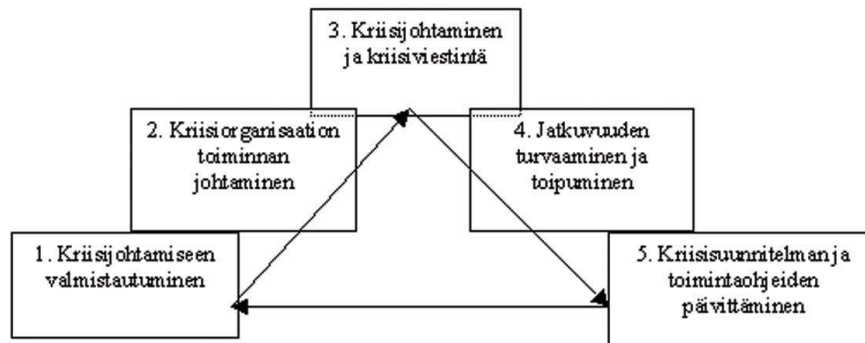 3. Kriisijohtaminen
ja kriisiviestintä
2. Kriisiorganisaation
toiminnan
johtaminen
4. Jatkuvuuden
turvaaminen ja
toipuminen
1. Kriisijohtamiseen
valmistautuminen
5. Kriisisuunnitelman ja
toimintaohjeiden
päivittäminen